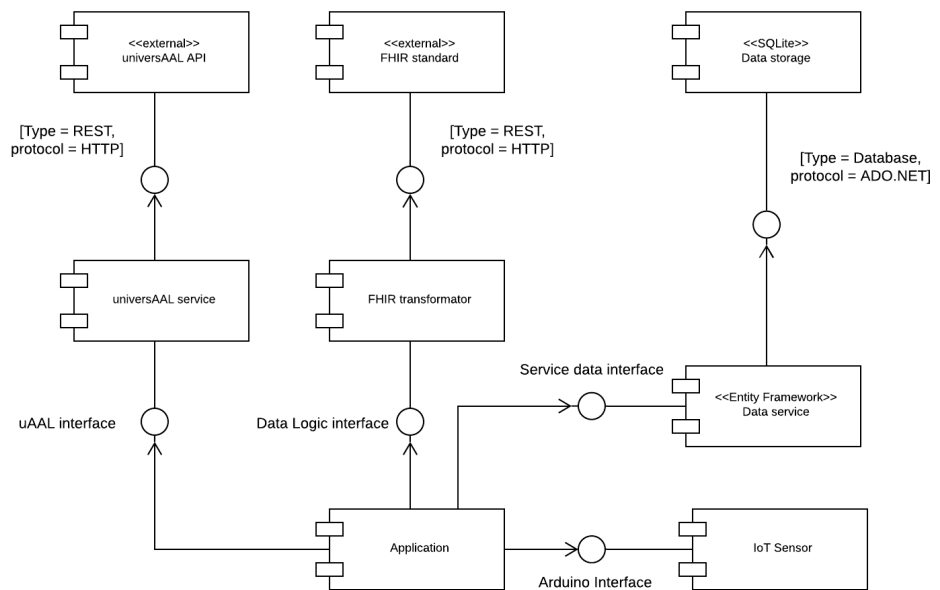 <<external>>
universAAL API
<<external>>
FHIR standard
<<SQLite>>
Data storage
[Type = REST,
protocol = HTTP]
[Type = REST,
protocol = HTTP]
[Type = Database,
protocol = ADO.NET]
universAAL service
FHIR transformator
Service data interface
<<Entity Framework>>
Data service
uAAL interface
Data Logic interface
Application
IoT Sensor
Arduino Interface